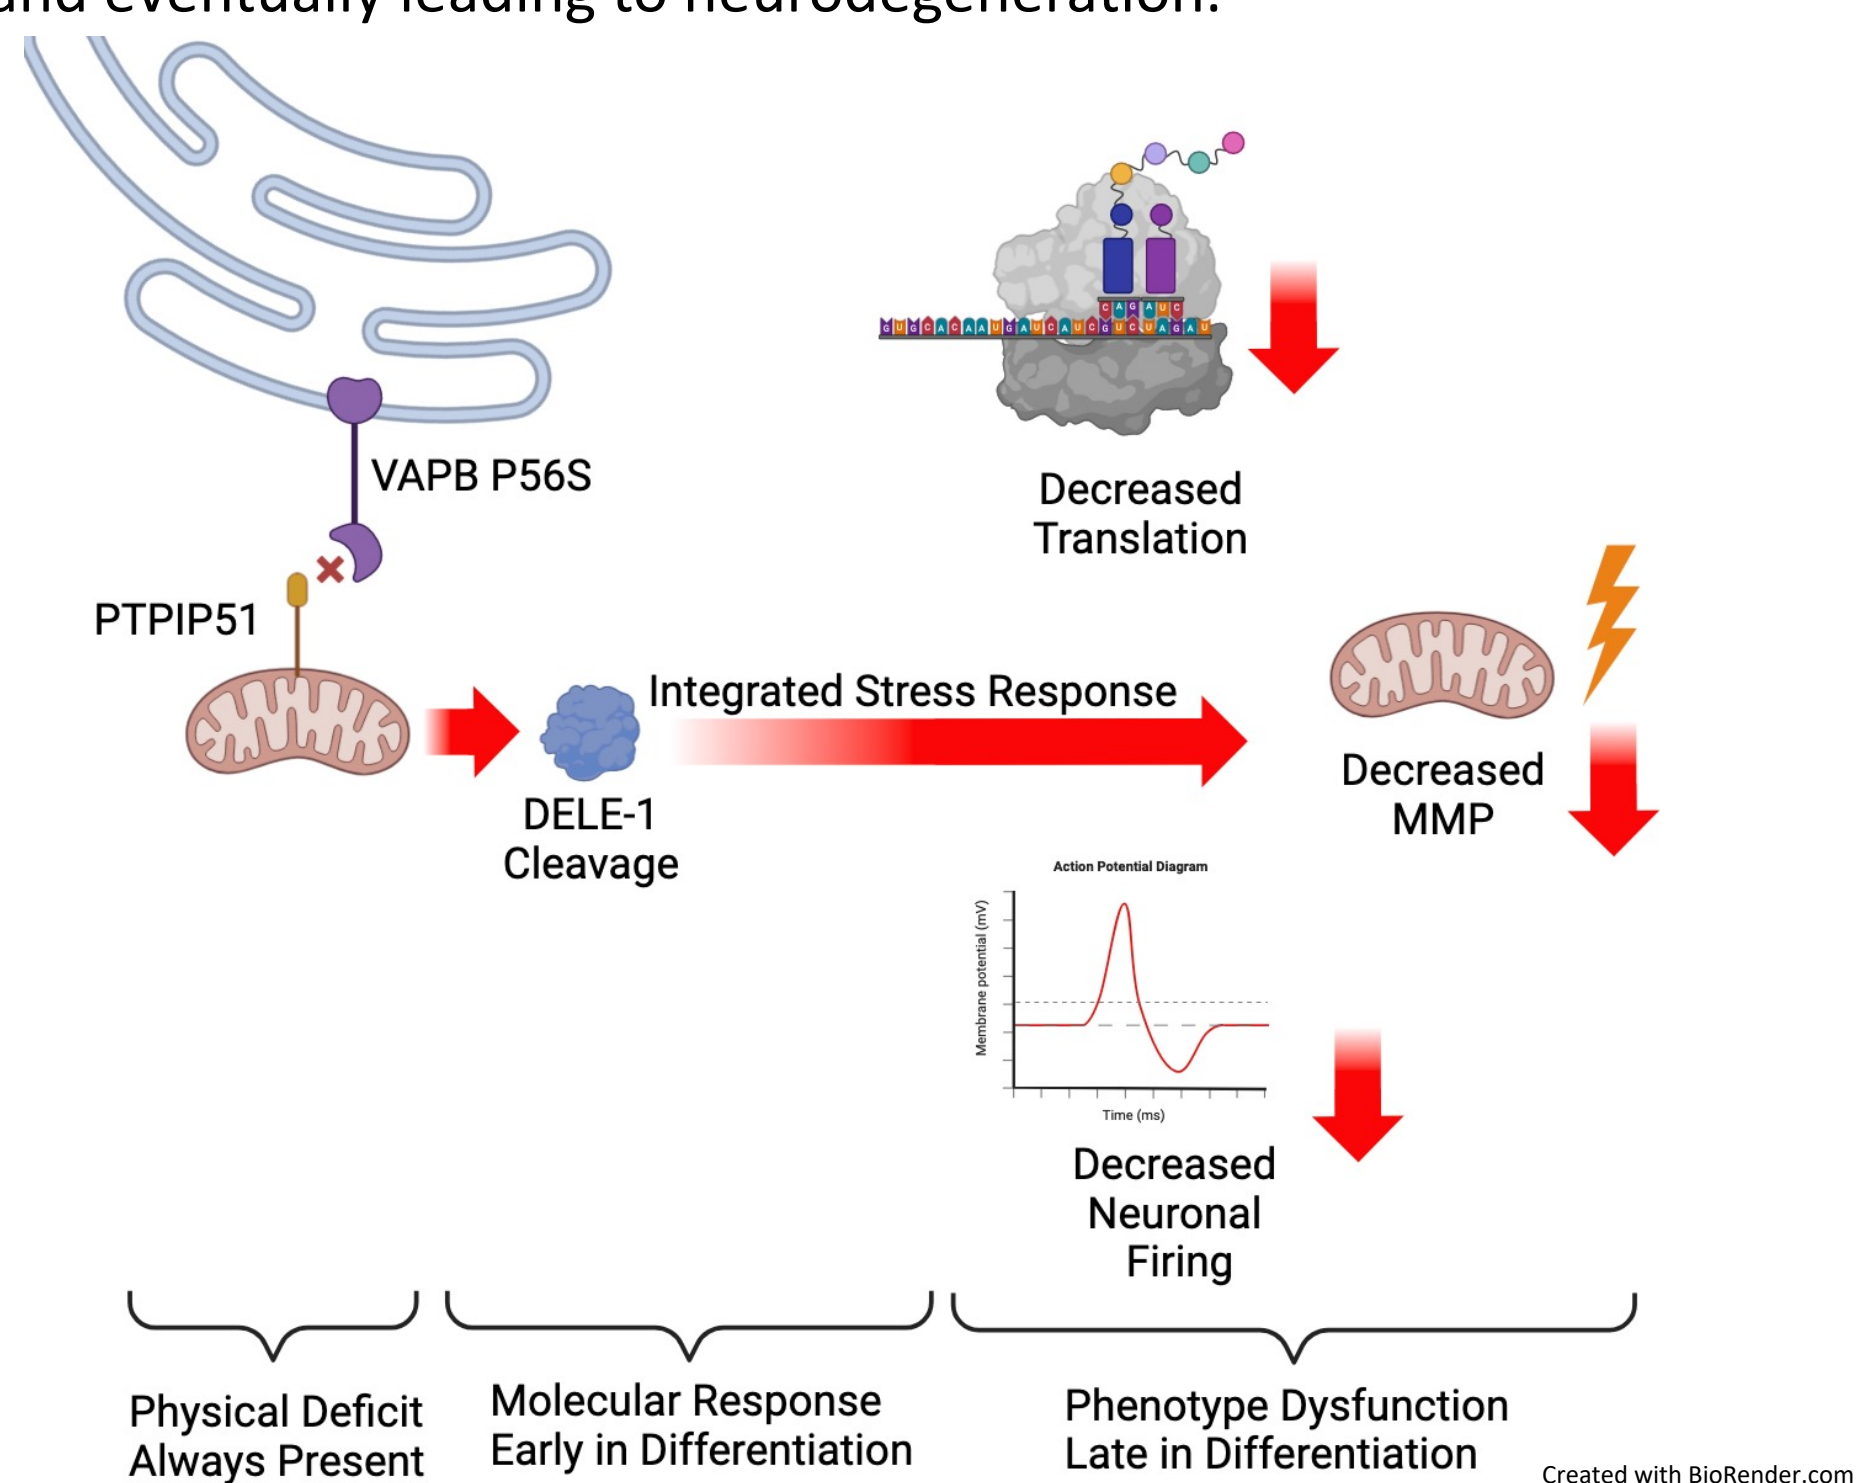 and eventually leading to neurodegeneration.
VAPB P56S
PTPIP51
DELE-1
Cleavage
Integrated Stress Response
C A G A U C
G U G C A C A A U G A U C A U C G U C U A G A U
Decreased
Translation
Decreased
MMP
Action Potential Diagram
Membrane potential (mV)
Time (ms)
Decreased
Neuronal
Firing
Physical Deficit
Always Present
Molecular Response
Early in Differentiation
Phenotype Dysfunction
Late in Differentiation
Created with BioRender.com